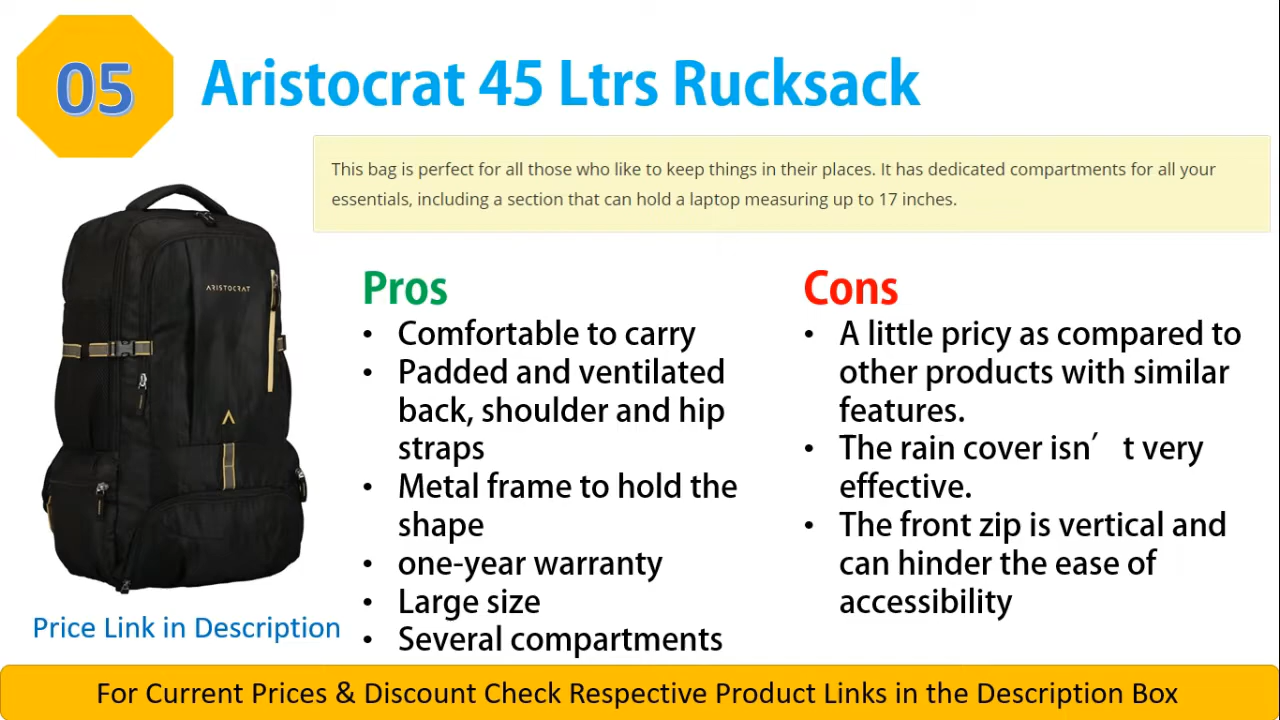 05
Aristocrat 45 Ltrs Rucksack
This bag is perfect for all those who like to keep things in their places. It has dedicated compartments for all your
essentials, including a section that can hold a laptop measuring up to 17 inches.
ARISTOCRAT
Pros
• Comfortable to carry
• Padded and ventilated
back, shoulder and hip
straps
• Metal frame to hold the
shape
• one-year warranty
• Large size
• Several compartments
Cons
• A little pricy as compared to
other products with similar
features.
• The rain cover isn′ t very
effective.
• The front zip is vertical and
can hinder the ease of
accessibility
Price Link in Description
For Current Prices & Discount Check Respective Product Links in the Description Box